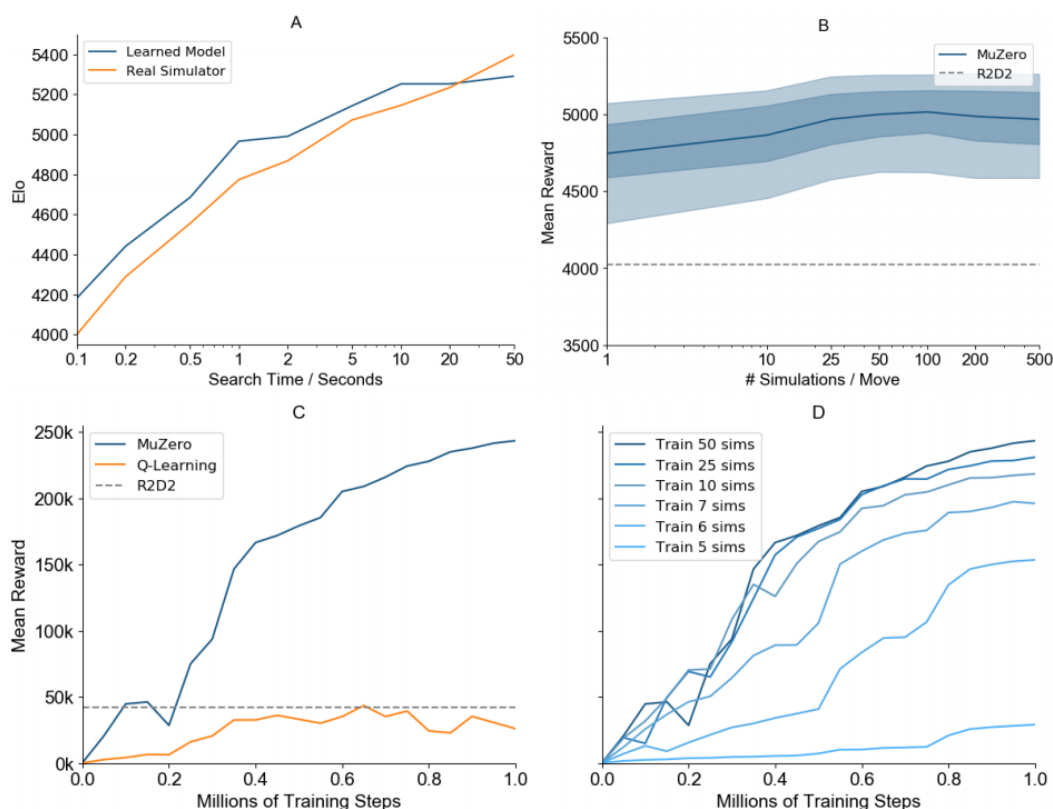 A
5400
5200
5000
4800
4600
4400
4200
4000
Elo
Learned Model
Real Simulator
0.1 0.2 0.5 1 2 5 10 20 50
Search Time / Seconds
B
5500
5000
4500
4000
3500
Mean Reward
MuZero
R2D2
1 10 25 50 100 200 500
# Simulations / Move
C
250k
200k
150k
100k
50k
0k
Mean Reward
MuZero
Q-Learning
R2D2
0.0 0.2 0.4 0.6 0.8 1.0
Millions of Training Steps
D
Train 50 sims
Train 25 sims
Train 10 sims
Train 7 sims
Train 6 sims
Train 5 sims
0.0 0.2 0.4 0.6 0.8 1.0
Millions of Training Steps